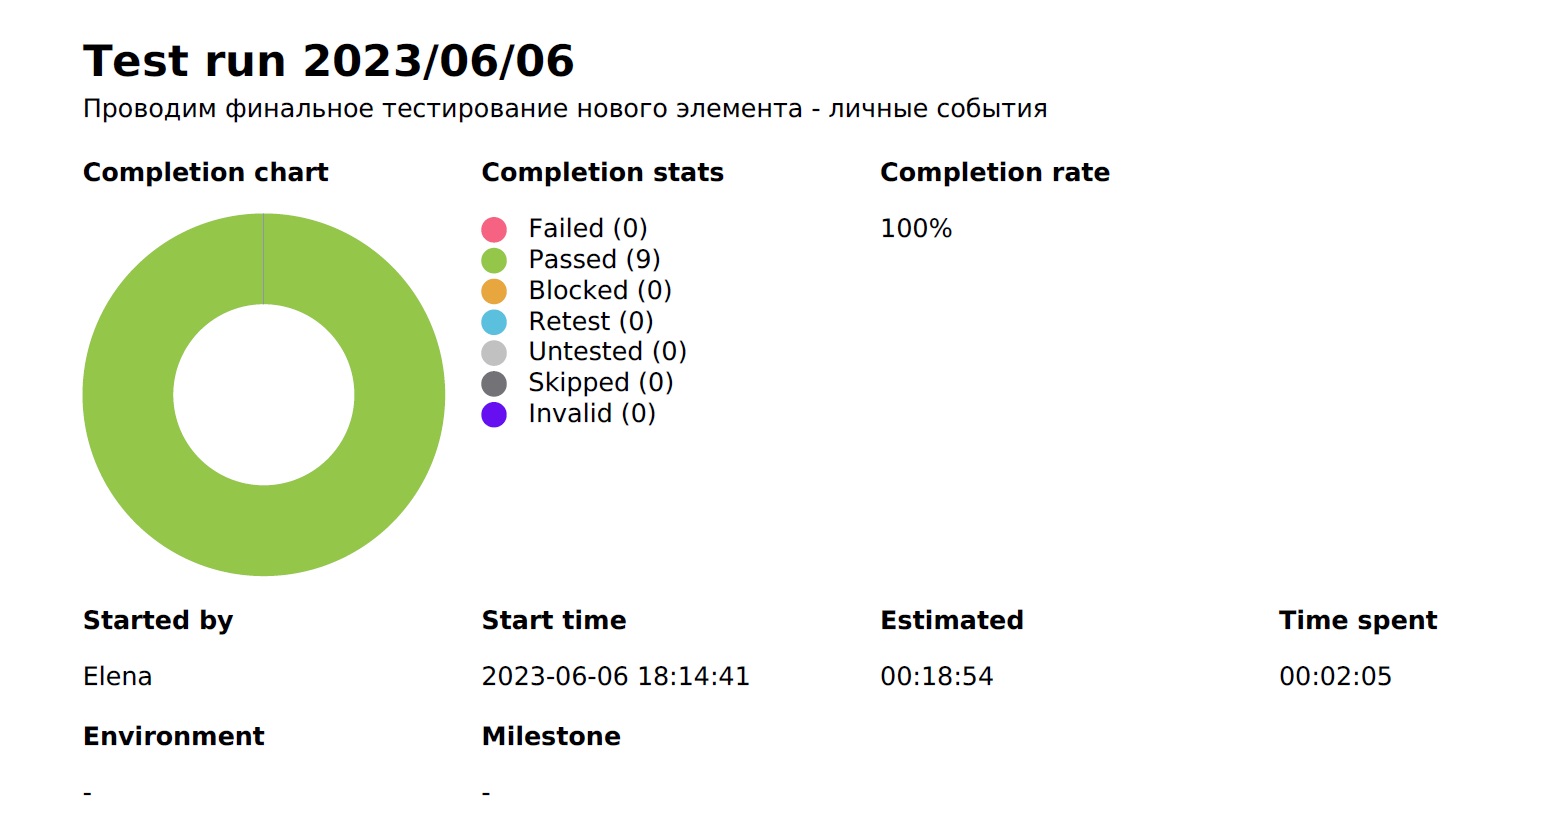 Test run 2023/06/06
Проводим финальное тестирование нового элемента - личные события
Completion chart
Completion stats
Failed (0)
Passed (9)
Blocked (0)
Retest (0)
Untested (0)
Skipped (0)
Invalid (0)
Completion rate
100%
Started by
Elena
Start time
2023-06-06 18:14:41
Estimated
00:18:54
Time spent
00:02:05
Environment
-
Milestone
-